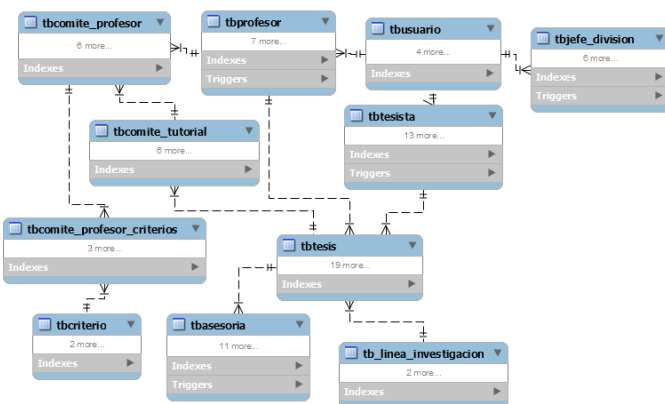 tbcomite_profesor
6 more...
Indexes
tbprofesor
7 more...
Indexes
Triggers
tbusuario
4 more...
Indexes
tbjefe_division
6 more...
Indexes
Triggers
tbcomite_tutorial
6 more...
Indexes
tbtesista
13 more...
Indexes
Triggers
tbcomite_profesor_criterios
3 more...
Indexes
tbtesis
19 more...
Indexes
tbcriterio
2 more...
Indexes
tbasesoria
11 more...
Indexes
Triggers
tb_linea_investigacion
2 more...
Indexes